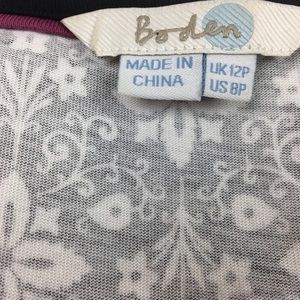 Boden
MADE IN
CHINA
UK 12P
US 8P